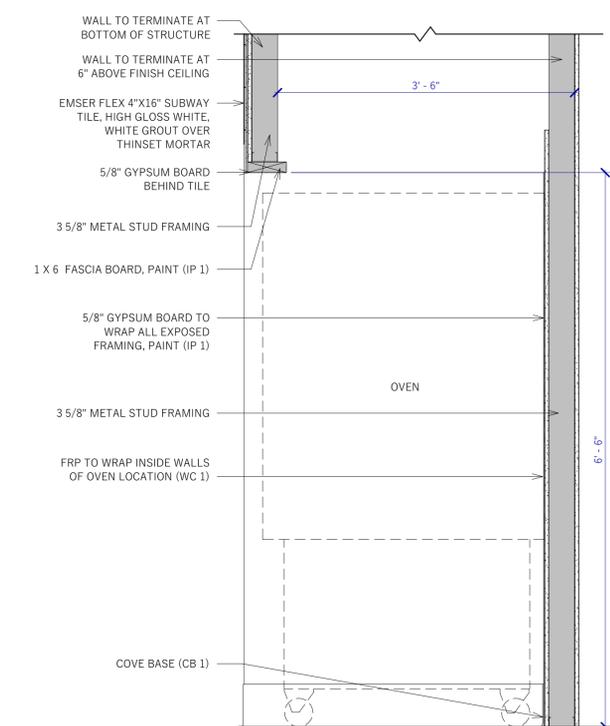 WALL TO TERMINATE AT
BOTTOM OF STRUCTURE
WALL TO TERMINATE AT
6" ABOVE FINISH CEILING
3' - 6"
EMSER FLEX 4"X16" SUBWAY
TILE, HIGH GLOSS WHITE,
WHITE GROUT OVER
THINSET MORTAR
5/8" GYPSUM BOARD
BEHIND TILE
3 5/8" METAL STUD FRAMING
1 X 6 FASCIA BOARD, PAINT (IP 1)
5/8" GYPSUM BOARD TO
WRAP ALL EXPOSED
FRAMING, PAINT (IP 1)
OVEN
3 5/8" METAL STUD FRAMING
6' - 6"
FRP TO WRAP INSIDE WALLS
OF OVEN LOCATION (WC 1)
COVE BASE (CB 1)